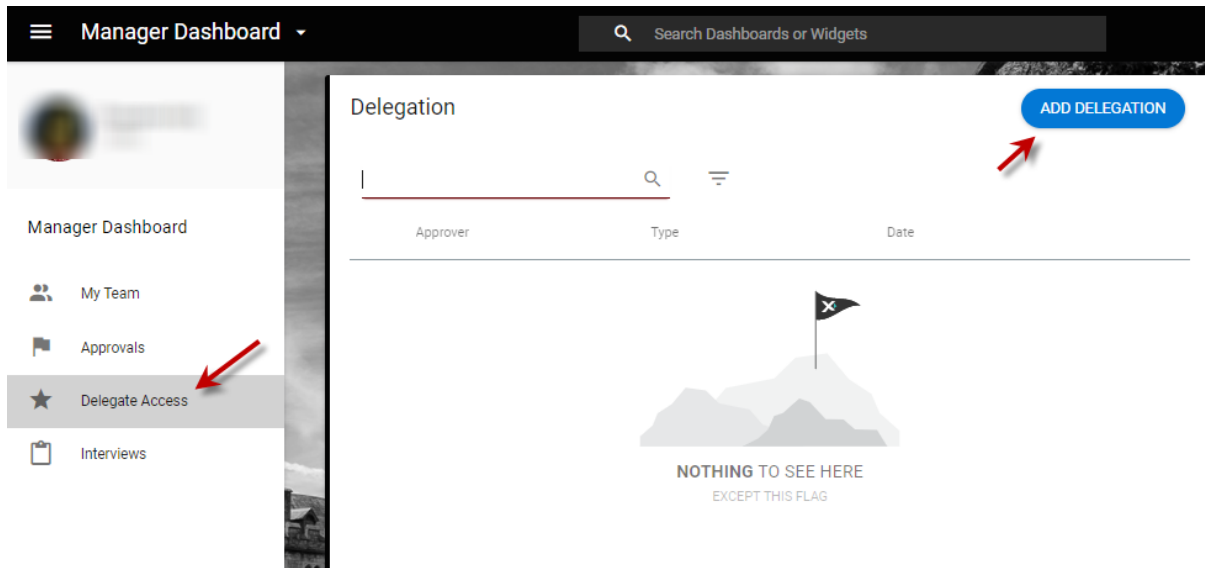 Manager Dashboard
Search Dashboards or Widgets
Delegation
ADD DELEGATION
Approver Type Date
Manager Dashboard
My Team
Approvals
Delegate Access
Interviews
NOTHING TO SEE HERE
EXCEPT THIS FLAG